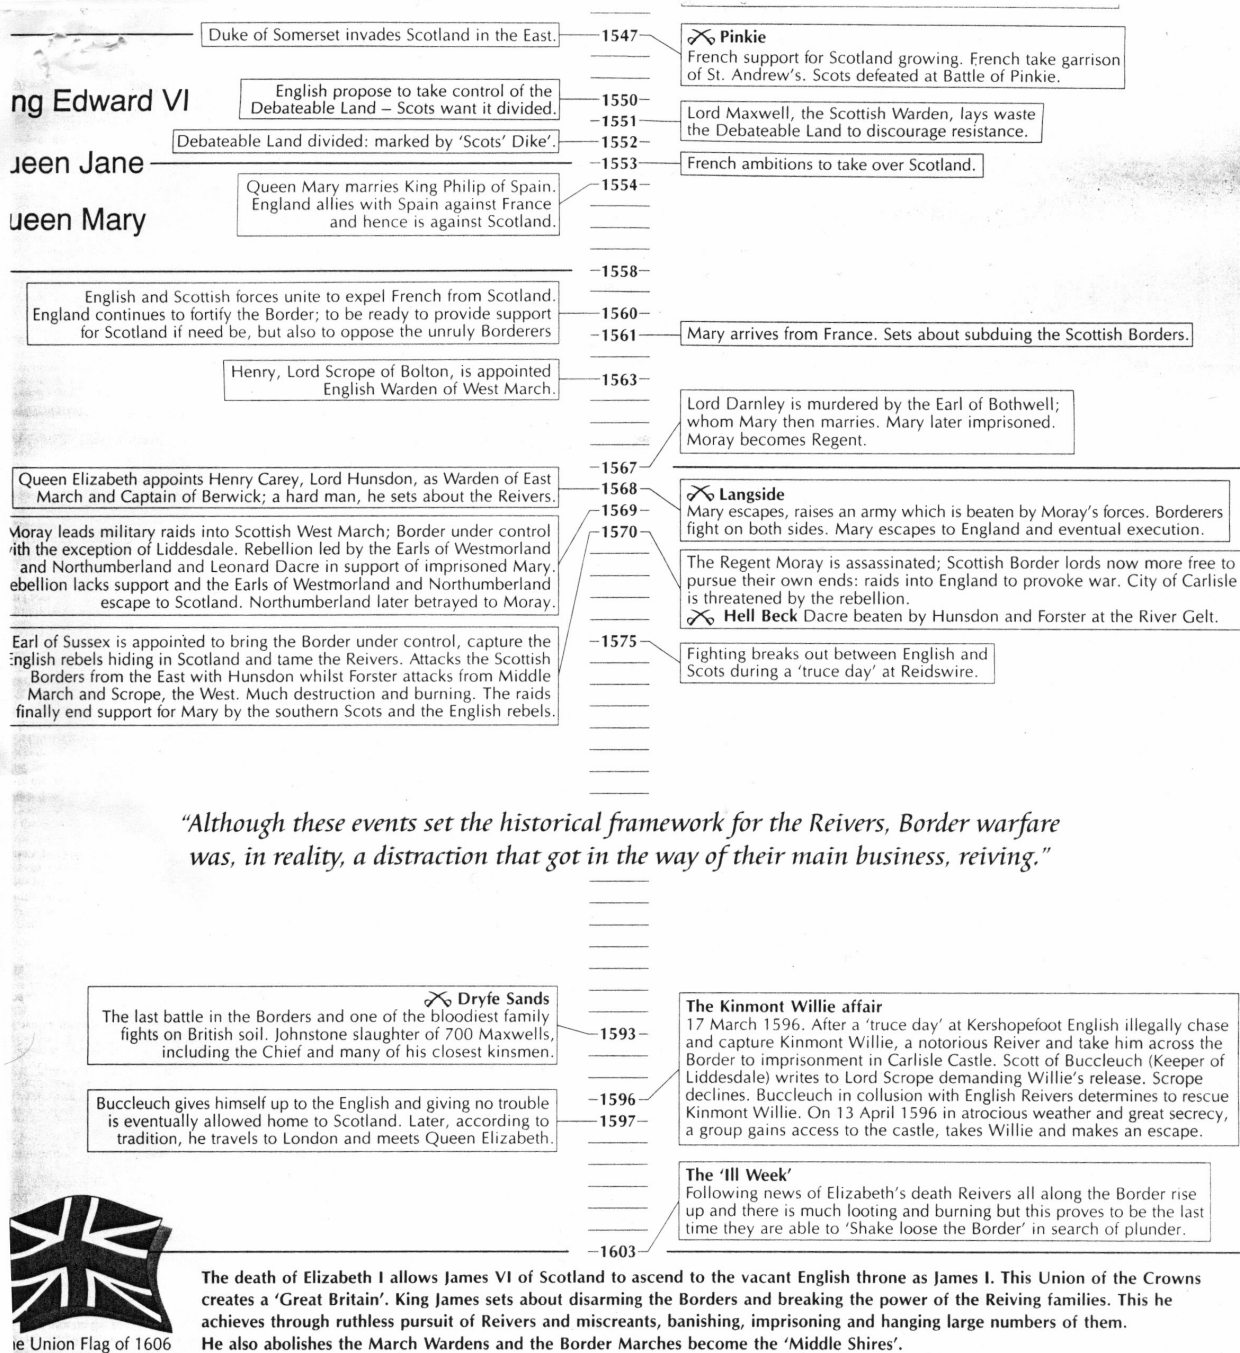 Duke of Somerset invades Scotland in the East.
1547
Pinkie
French support for Scotland growing. French take garrison
of St. Andrew's. Scots defeated at Battle of Pinkie.
ng Edward VI
English propose to take control of the
Debateable Land – Scots want it divided.
1550
1551
Lord Maxwell, the Scottish Warden, lays waste
the Debateable Land to discourage resistance.
Debateable Land divided: marked by 'Scots' Dike'.
1552
ueen Jane
1553
French ambitions to take over Scotland.
1554
Queen Mary marries King Philip of Spain.
England allies with Spain against France
and hence is against Scotland.
ueen Mary
1558
English and Scottish forces unite to expel French from Scotland.
England continues to fortify the Border; to be ready to provide support
for Scotland if need be, but also to oppose the unruly Borderers
1560
1561
Mary arrives from France. Sets about subduing the Scottish Borders.
Henry, Lord Scrope of Bolton, is appointed
English Warden of West March.
1563
Lord Darnley is murdered by the Earl of Bothwell;
whom Mary then marries. Mary later imprisoned.
Moray becomes Regent.
1567
Queen Elizabeth appoints Henry Carey, Lord Hunsdon, as Warden of East
March and Captain of Berwick; a hard man, he sets about the Reivers.
1568
Langside
Mary escapes, raises an army which is beaten by Moray's forces. Borderers
fight on both sides. Mary escapes to England and eventual execution.
1569
Moray leads military raids into Scottish West March; Border under control
ith the exception of Liddesdale. Rebellion led by the Earls of Westmorland
and Northumberland and Leonard Dacre in support of imprisoned Mary.
ebellion lacks support and the Earls of Westmorland and Northumberland
escape to Scotland. Northumberland later betrayed to Moray.
1570
The Regent Moray is assassinated; Scottish Border lords now more free to
pursue their own ends: raids into England to provoke war. City of Carlisle
is threatened by the rebellion.
Hell Beck Dacre beaten by Hunsdon and Forster at the River Gelt.
Earl of Sussex is appointed to bring the Border under control, capture the
English rebels hiding in Scotland and tame the Reivers. Attacks the Scottish
Borders from the East with Hunsdon whilst Forster attacks from Middle
March and Scrope, the West. Much destruction and burning. The raids
finally end support for Mary by the southern Scots and the English rebels.
1575
Fighting breaks out between English and
Scots during a 'truce day' at Reidswire.
"Although these events set the historical framework for the Reivers, Border warfare
was, in reality, a distraction that got in the way of their main business, reiving."
Dryfe Sands
The last battle in the Borders and one of the bloodiest family
fights on British soil. Johnstone slaughter of 700 Maxwells,
including the Chief and many of his closest kinsmen.
1593
The Kinmont Willie affair
17 March 1596. After a 'truce day' at Kershopefoot English illegally chase
and capture Kinmont Willie, a notorious Reiver and take him across the
Border to imprisonment in Carlisle Castle. Scott of Buccleuch (Keeper of
Liddesdale) writes to Lord Scrope demanding Willie's release. Scrope
declines. Buccleuch in collusion with English Reivers determines to rescue
Kinmont Willie. On 13 April 1596 in atrocious weather and great secrecy,
a group gains access to the castle, takes Willie and makes an escape.
1596
Buccleuch gives himself up to the English and giving no trouble
is eventually allowed home to Scotland. Later, according to
tradition, he travels to London and meets Queen Elizabeth.
1597
The 'Ill Week'
Following news of Elizabeth's death Reivers all along the Border rise
up and there is much looting and burning but this proves to be the last
time they are able to 'Shake loose the Border' in search of plunder.
1603
The death of Elizabeth I allows James VI of Scotland to ascend to the vacant English throne as James I. This Union of the Crowns
creates a 'Great Britain'. King James sets about disarming the Borders and breaking the power of the Reiving families. This he
achieves through ruthless pursuit of Reivers and miscreants, banishing, imprisoning and hanging large numbers of them.
He also abolishes the March Wardens and the Border Marches become the 'Middle Shires'.
e Union Flag of 1606